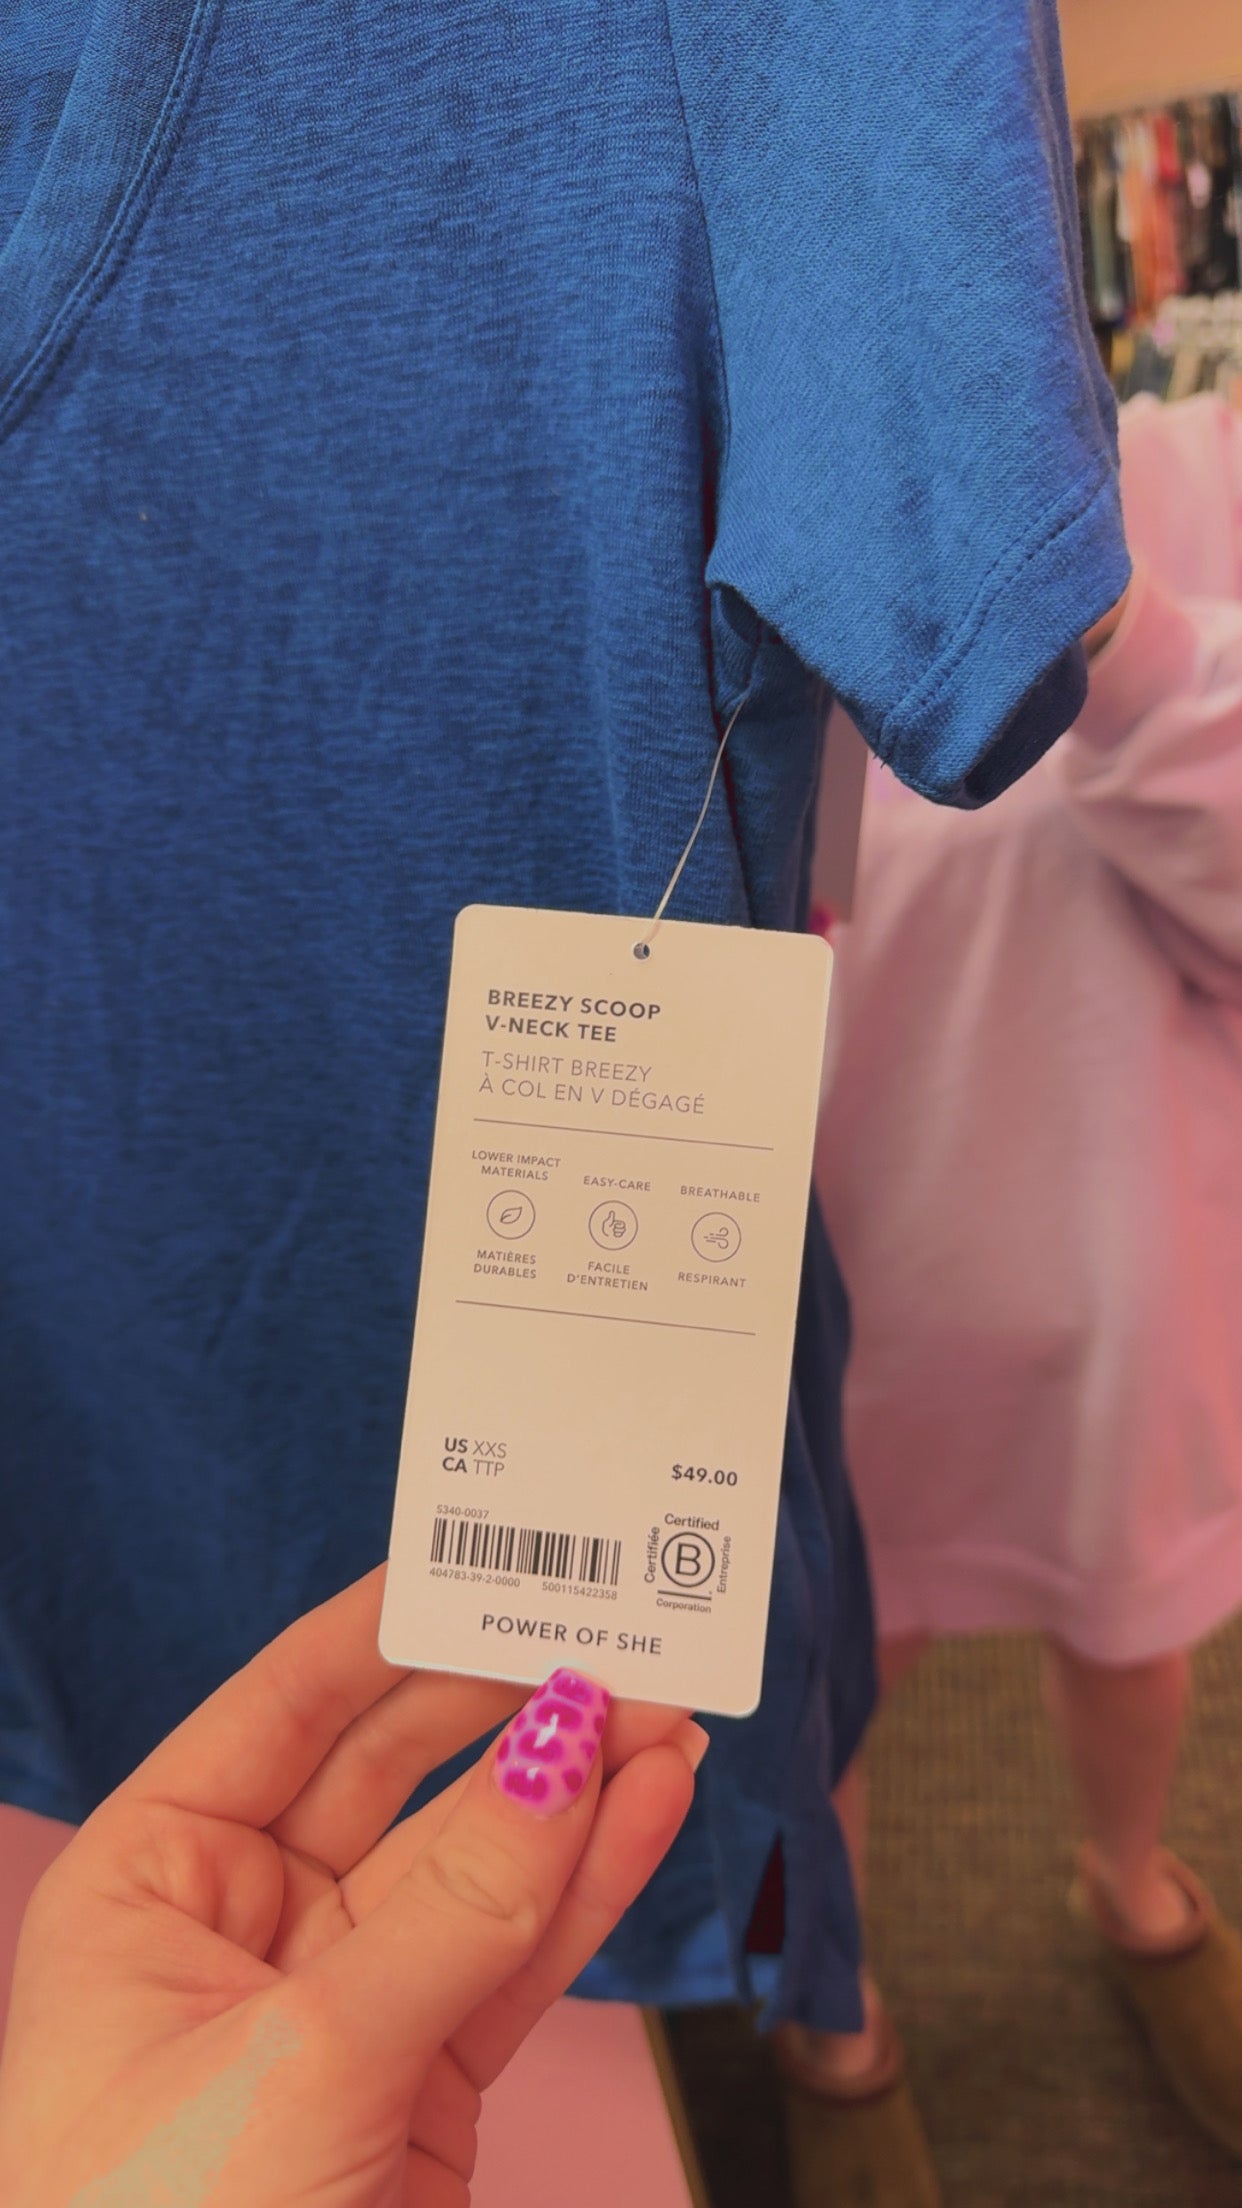 BREEZY SCOOP
V-NECK TEE
T-SHIRT BREEZY
À COL EN V DÉGAGÉ
LOWER IMPACT
MATERIALS
MATIÈRES
DURABLES
EASY-CARE
FACILE
D'ENTRETIEN
BREATHABLE
RESPIRANT
US XXS
CA TTP
$49.00
5340-0037
404783-39-2-0000 500115422358
Certified
Certifiée
B
Entreprise
Corporation
POWER OF SHE